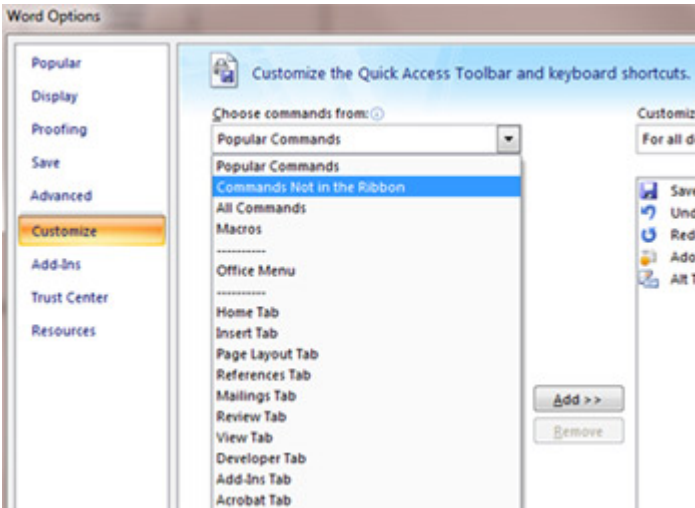 Word Options
Popular
Display
Proofing
Save
Advanced
Customize
Add-Ins
Trust Center
Resources
Customize the Quick Access Toolbar and keyboard shortcuts.
Choose commands from:
Popular Commands
Popular Commands
Commands Not in the Ribbon
All Commands
Macros
-----------
Office Menu
-----------
Home Tab
Insert Tab
Page Layout Tab
References Tab
Mailings Tab
Review Tab
View Tab
Developer Tab
Add-Ins Tab
Acrobat Tab
Add >>
Remove
Customiz
For all d
Save
Und
Red
Ado
Alt T